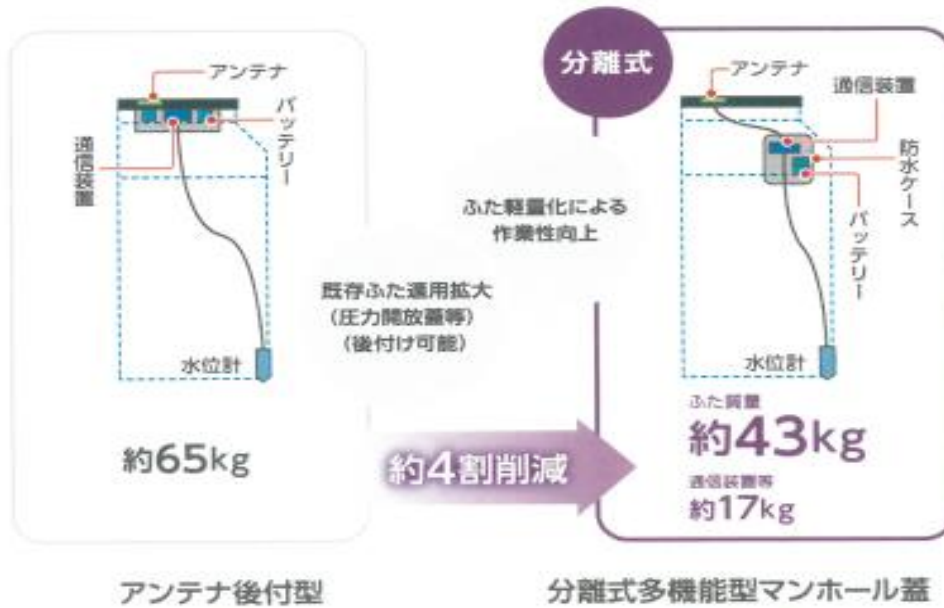 アンテナ
バッテリー
通信装置
水位計
約65kg
アンテナ後付型
既存ふた適用拡大
(圧力開放蓋等)
(後付け可能)
ふた軽量化による
作業性向上
約4割削減
分離式
アンテナ
通信装置
防水ケース
バッテリー
水位計
ふた質量
約43kg
通信装置等
約17kg
分離式多機能型マンホール蓋